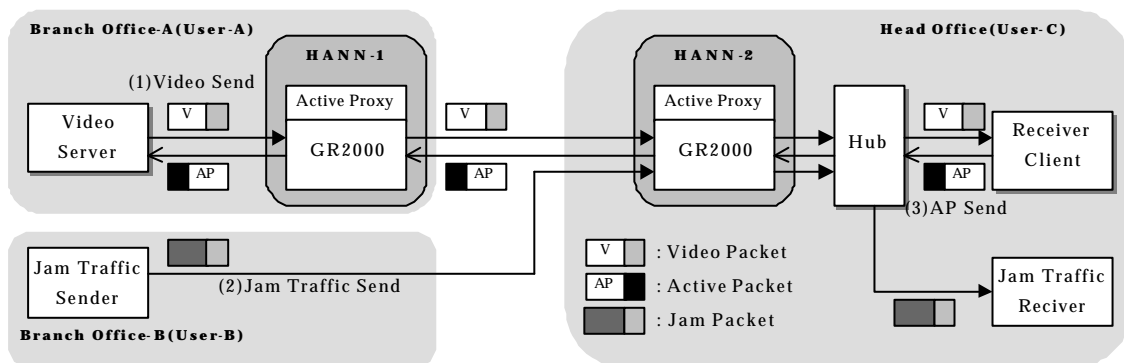 Branch Office-A(User-A)
Head Office(User-C)
HANN-1
HANN-2
(1)Video Send
Active Proxy
GR2000
Active Proxy
GR2000
Video
Server
V
AP
V
AP
Hub
V
AP
Receiver
Client
(3)AP Send
Jam Traffic
Sender
(2)Jam Traffic Send
Branch Office-B(User-B)
V : Video Packet
AP : Active Packet
: Jam Packet
Jam Traffic
Reciver